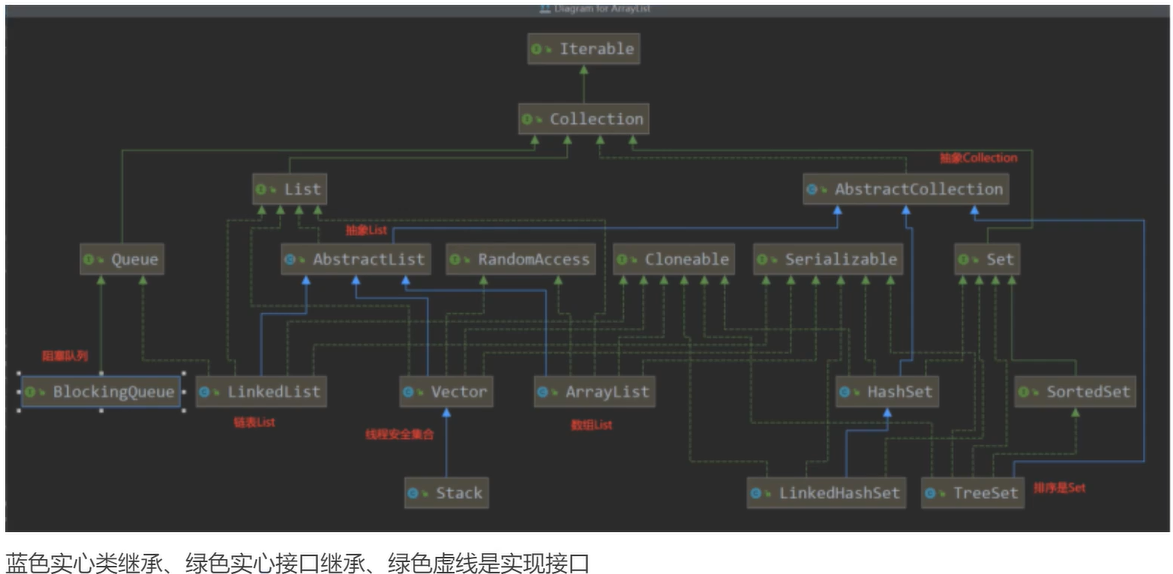 Diagram for ArrayList
Iterable
Collection
抽象Collection
List
AbstractCollection
抽象List
Queue
AbstractList
RandomAccess
Cloneable
Serializable
Set
阻塞队列
BlockingQueue
LinkedList
Vector
ArrayList
HashSet
SortedSet
链表List
线程安全集合
数组List
Stack
LinkedHashSet
TreeSet
排序是Set
蓝色实心类继承、绿色实心接口继承、绿色虚线是实现接口